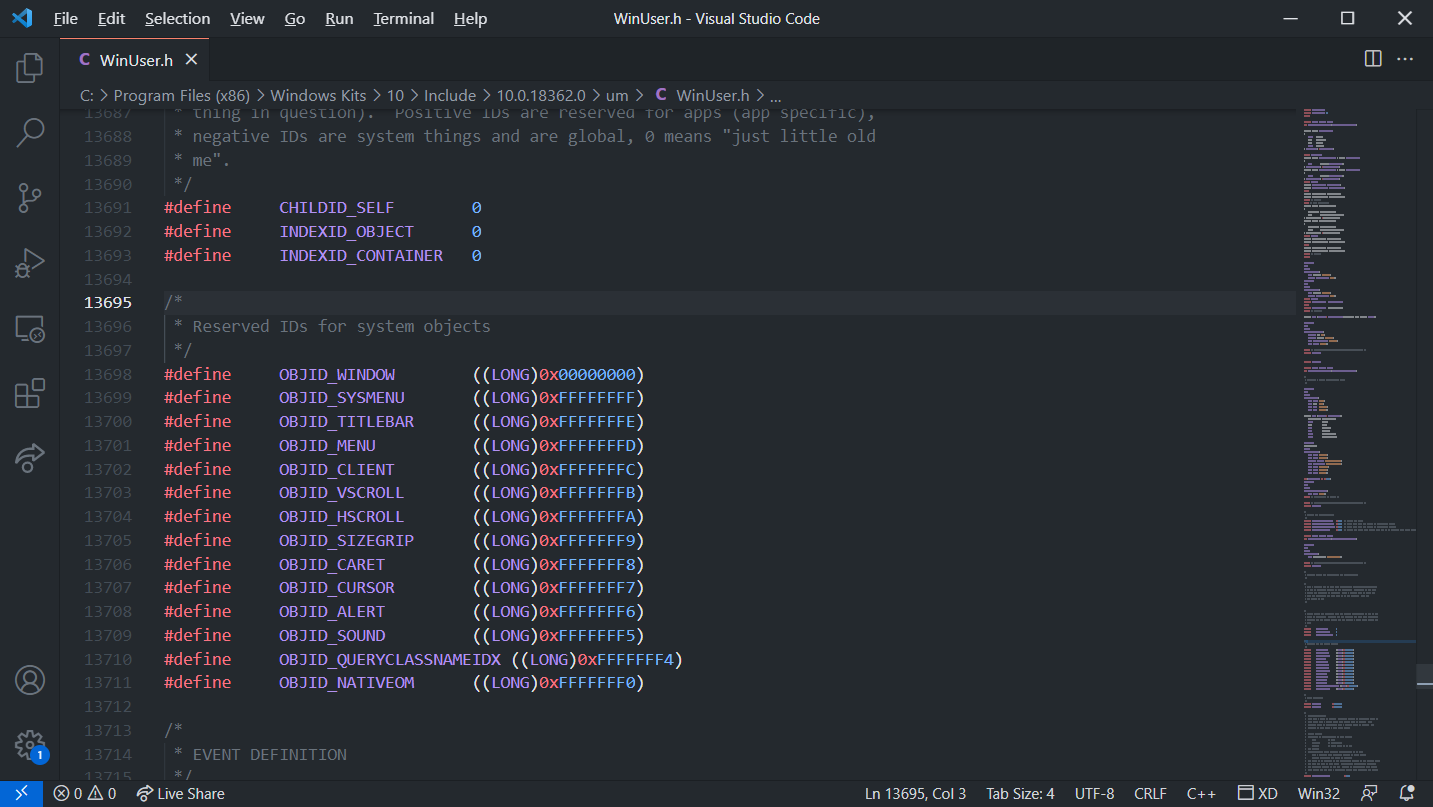 File Edit Selection View Go Run Terminal Help WinUser.h - Visual Studio Code
C WinUser.h
C: > Program Files (x86) > Windows Kits > 10 > Include > 10.0.18362.0 > um > C WinUser.h > ...
13687 * thing in question). Positive IDs are reserved for apps (app specific),
13688 * negative IDs are system things and are global, 0 means "just little old
13689 * me".
13690 */
13691 #define CHILDID_SELF 0
13692 #define INDEXID_OBJECT 0
13693 #define INDEXID_CONTAINER 0
13694
13695 /*
13696 * Reserved IDs for system objects
13697 */
13698 #define OBJID_WINDOW ((LONG)0x00000000)
13699 #define OBJID_SYSMENU ((LONG)0xFFFFFFFF)
13700 #define OBJID_TITLEBAR ((LONG)0xFFFFFFFE)
13701 #define OBJID_MENU ((LONG)0xFFFFFFFD)
13702 #define OBJID_CLIENT ((LONG)0xFFFFFFFC)
13703 #define OBJID_VSCROLL ((LONG)0xFFFFFFFB)
13704 #define OBJID_HSCROLL ((LONG)0xFFFFFFFA)
13705 #define OBJID_SIZEGRIP ((LONG)0xFFFFFFF9)
13706 #define OBJID_CARET ((LONG)0xFFFFFFF8)
13707 #define OBJID_CURSOR ((LONG)0xFFFFFFF7)
13708 #define OBJID_ALERT ((LONG)0xFFFFFFF6)
13709 #define OBJID_SOUND ((LONG)0xFFFFFFF5)
13710 #define OBJID_QUERYCLASSNAMEIDX ((LONG)0xFFFFFFF4)
13711 #define OBJID_NATIVEOM ((LONG)0xFFFFFFF0)
13712
13713 /*
13714 * EVENT DEFINITION
13715 */
1
0 0 Live Share Ln 13695, Col 3 Tab Size: 4 UTF-8 CRLF C++ XD Win32